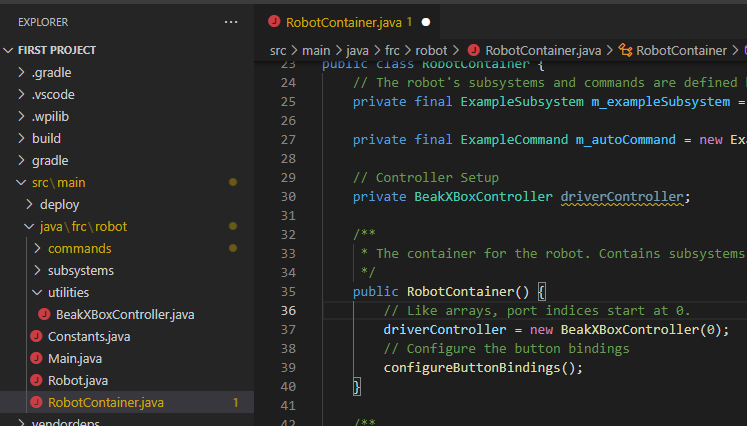 EXPLORER
FIRST PROJECT
.gradle
.vscode
.wpilib
build
gradle
src\main
deploy
java\frc\robot
commands
subsystems
utilities
BeakXBoxController.java
Constants.java
Main.java
Robot.java
RobotContainer.java 1
vendordeps
RobotContainer.java 1
src > main > java > frc > robot > RobotContainer.java > RobotContainer >
23 public class RobotContainer {
24 // The robot's subsystems and commands are defined
25 private final ExampleSubsystem m_exampleSubsystem =
26
27 private final ExampleCommand m_autoCommand = new Exa
28
29 // Controller Setup
30 private BeakXBoxController driverController;
31
32 /**
33 * The container for the robot. Contains subsystems
34 */
35 public RobotContainer() {
36 // Like arrays, port indices start at 0.
37 driverController = new BeakXBoxController(0);
38 // Configure the button bindings
39 configureButtonBindings();
40 }
41
42 /**